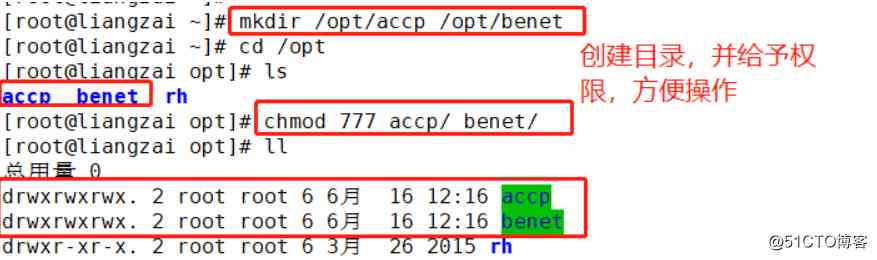 [root@liangzai ~]# mkdir /opt/accp /opt/benet
[root@liangzai ~]# cd /opt
[root@liangzai opt]# ls
accp benet rh
[root@liangzai opt]# chmod 777 accp/ benet/
[root@liangzai opt]# ll
总用量 0
drwxrwxrwx. 2 root root 6 6月 16 12:16 accp
drwxrwxrwx. 2 root root 6 6月 16 12:16 benet
drwxr-xr-x. 2 root root 6 3月 26 2015 rh
创建目录，并给予权
限，方便操作
@51CTO博客